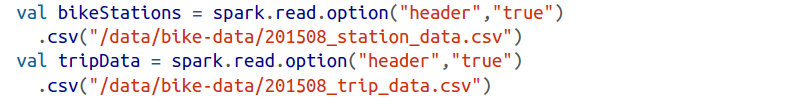 val bikeStations = spark.read.option("header","true")
.csv("/data/bike-data/201508_station_data.csv")
val tripData = spark.read.option("header","true")
.csv("/data/bike-data/201508_trip_data.csv")